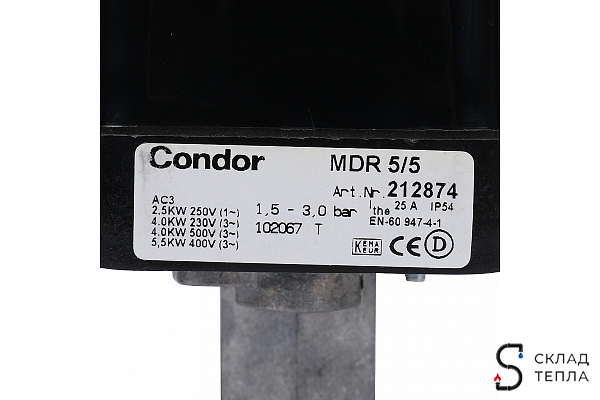 Condor
MDR 5/5
Art.Nr. 212874
AC3
I the 25 A IP54
2,5KW 250V (1~)
1,5 - 3,0 bar
EN-60 947-4-1
4.0KW 230V (3~)
4.0KW 500V (3~)
102067 T
5,5KW 400V (3~)
KEMA
KEUR
CE
D
СКЛАД
ТЕПЛА